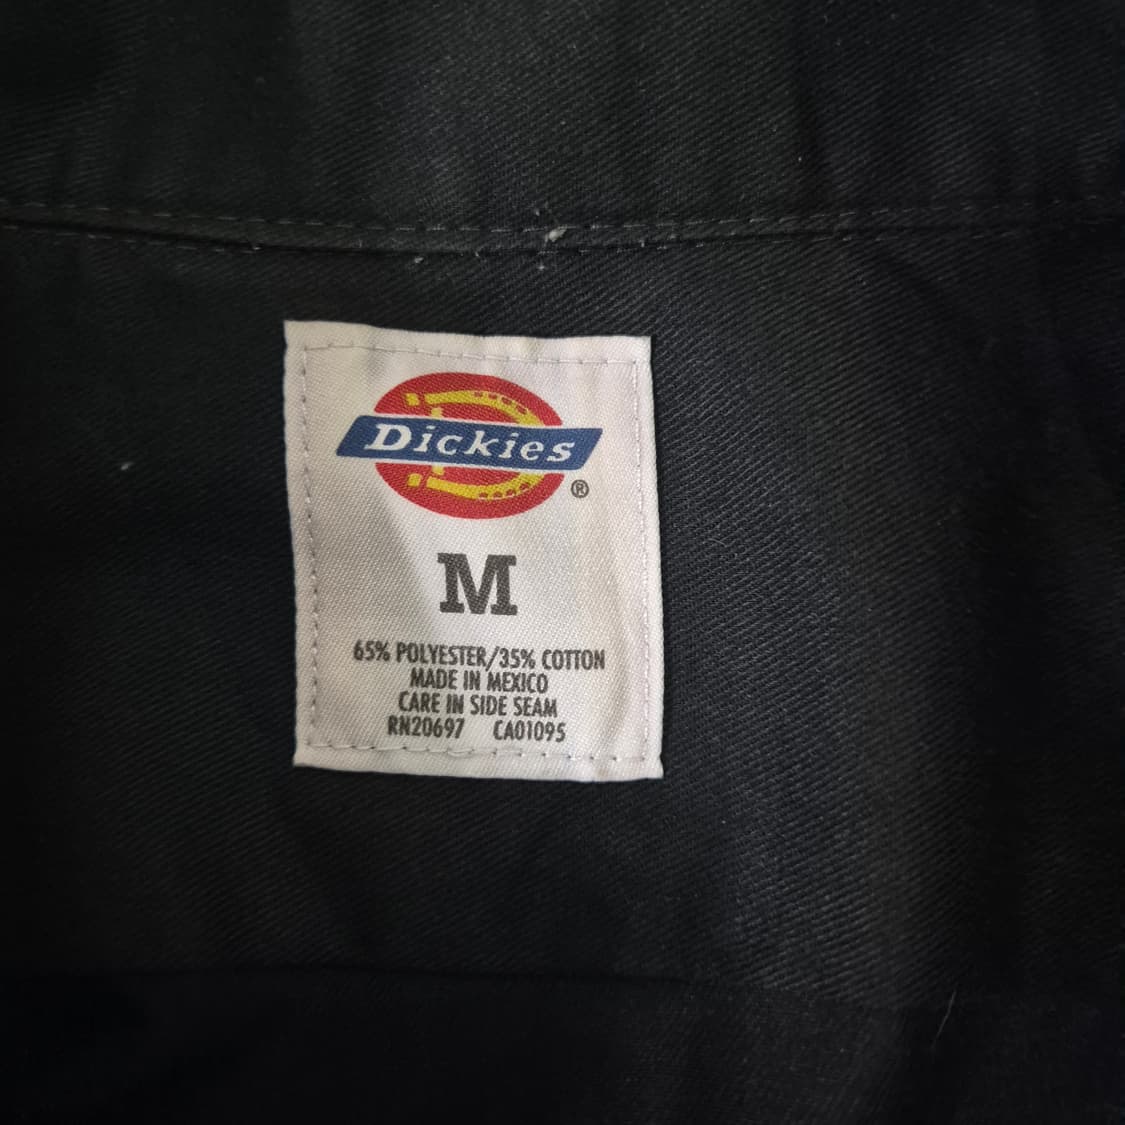 Dickies®
M
65% POLYESTER/35% COTTON
MADE IN MEXICO
CARE IN SIDE SEAM
RN20697 CA01095